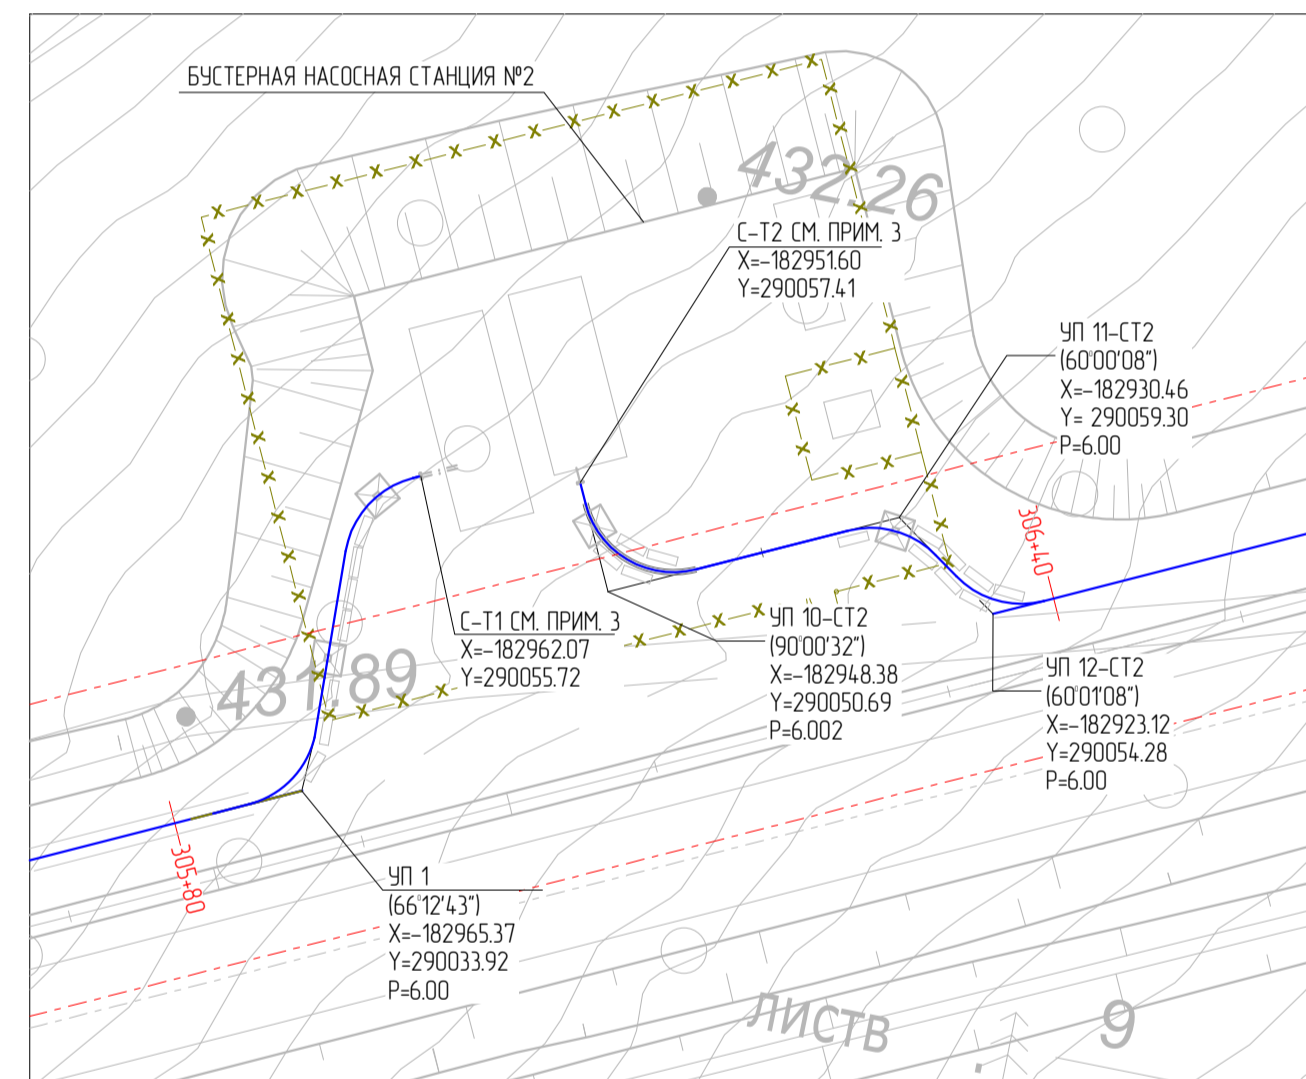 БУСТЕРНАЯ НАСОСНАЯ СТАНЦИЯ №2
432.26
С-Т2 СМ. ПРИМ. 3
X=-182951.60
Y=290057.41
УП 11-СТ2
(60°00'08")
X=-182930.46
Y= 290059.30
Р=6.00
306+40
С-Т1 СМ. ПРИМ. 3
X=-182962.07
Y=290055.72
УП 10-СТ2
(90°00'32")
X=-182948.38
Y=290050.69
Р=6.002
УП 12-СТ2
(60°01'08")
X=-182923.12
Y=290054.28
Р=6.00
431.89
305+80
УП 1
(66°12'43")
X=-182965.37
Y=290033.92
Р=6.00
ЛИСТВ
9